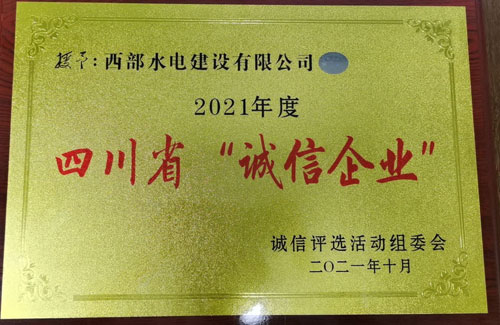 授予：西部水电建设有限公司
2021年度
四川省“诚信企业”
诚信评选活动组委会
二〇二一年十月